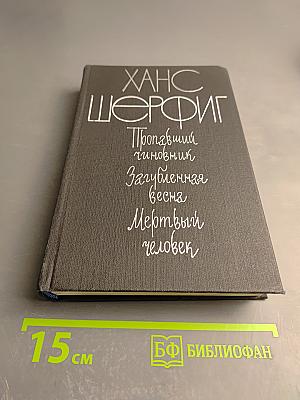 ХАНС
ШЕРФИГ
Пропавший
чиновник
Загубленная
весна
Мертвый
человек
15 см
БФ БИБЛИОФАН